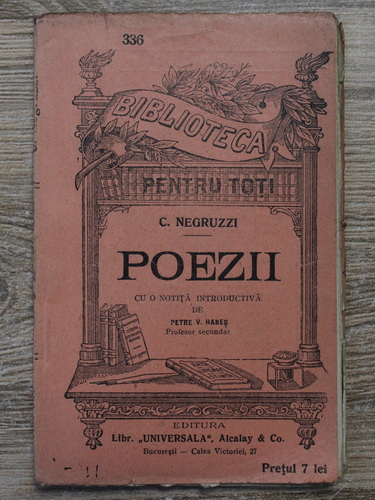 336
BIBLIOTECA
PENTRU TOȚI
C. NEGRUZZI
POEZII
CU O NOTIȚĂ INTRODUCTIVĂ
DE
PETRE V. HANEȘ
Profesor secundar
EDITURA
Libr. „UNIVERSALA“, Alcalay & Co.
București – Calea Victoriei, 27
Prețul 7 lei